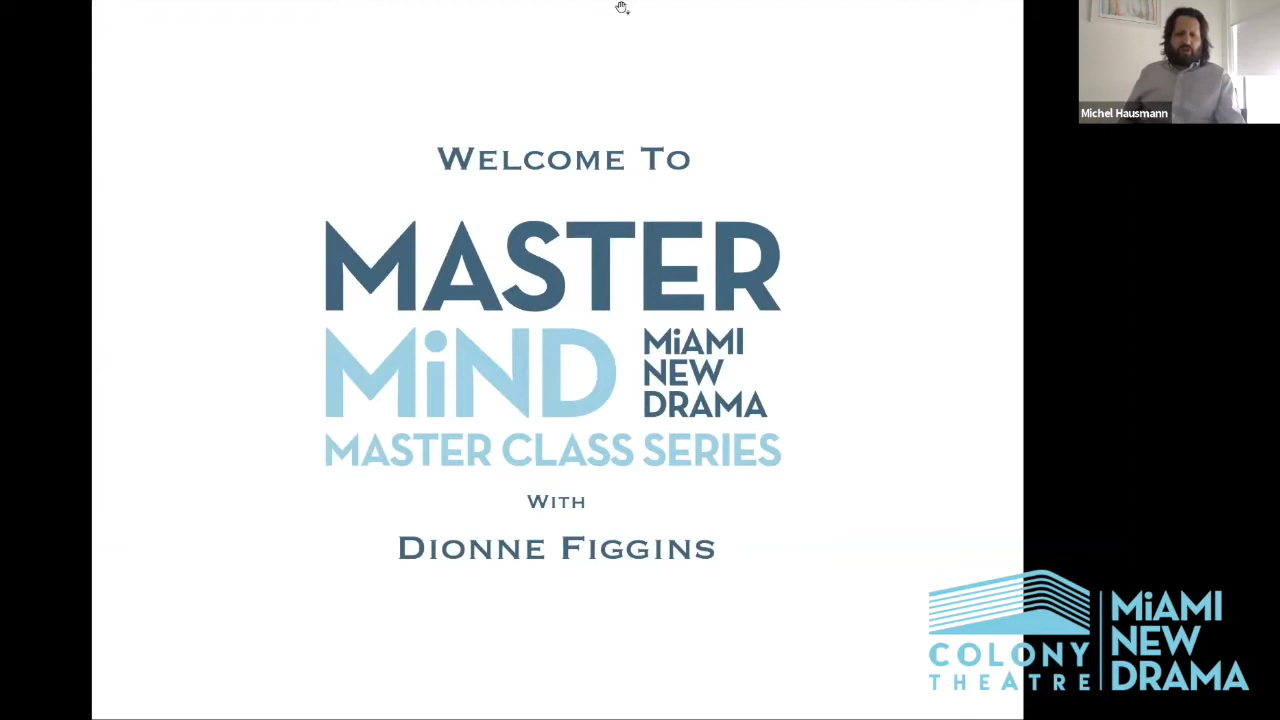 WELCOME TO
MASTER
MiND
MiAMI
NEW
DRAMA
MASTER CLASS SERIES
WITH
DIONNE FIGGINS
Michel Hausmann
COLONY
THEATRE
MiAMI
NEW
DRAMA